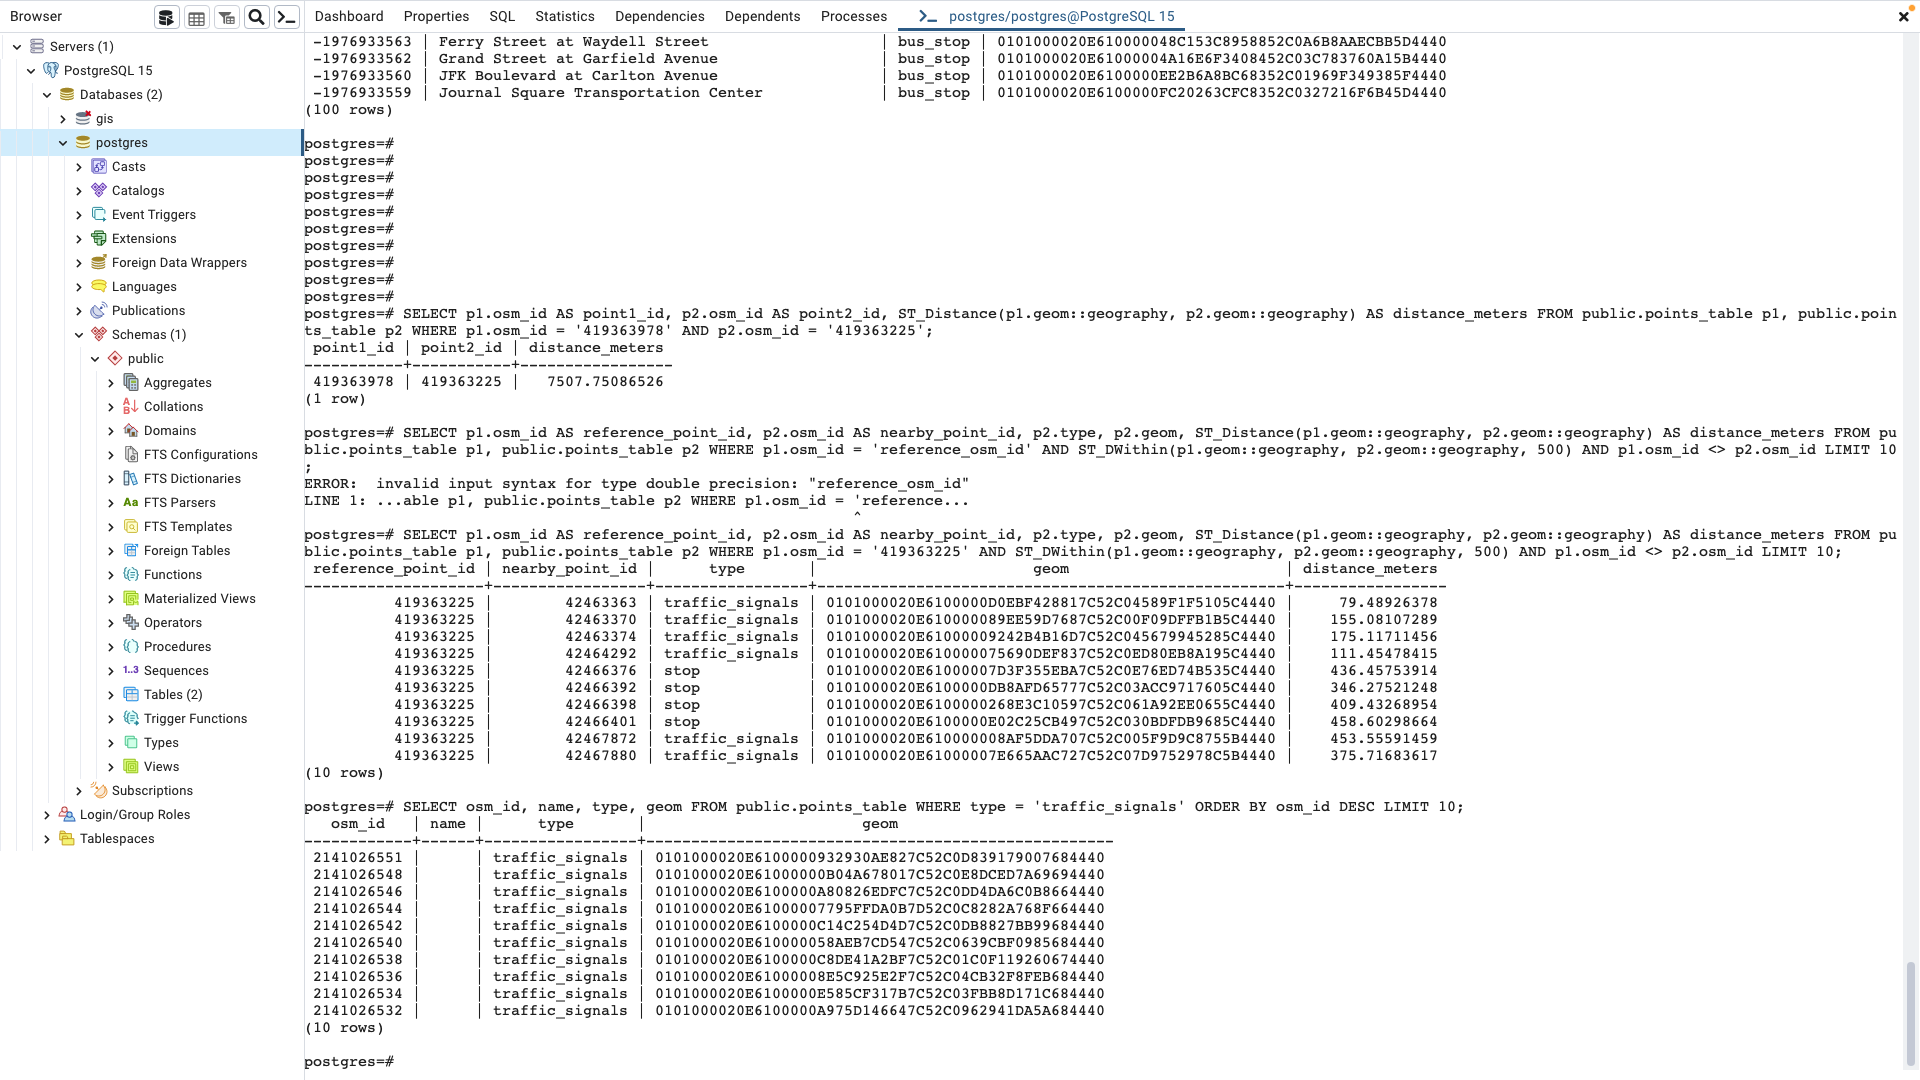 Browser
Dashboard Properties SQL Statistics Dependencies Dependents Processes postgres/postgres@PostgreSQL 15
Servers (1)
PostgreSQL 15
Databases (2)
gis
postgres
Casts
Catalogs
Event Triggers
Extensions
Foreign Data Wrappers
Languages
Publications
Schemas (1)
public
Aggregates
Collations
Domains
FTS Configurations
FTS Dictionaries
FTS Parsers
FTS Templates
Foreign Tables
Functions
Materialized Views
Operators
Procedures
Sequences
Tables (2)
Trigger Functions
Types
Views
Subscriptions
Login/Group Roles
Tablespaces
-1976933563 | Ferry Street at Waydell Street | bus_stop | 0101000020E610000048C153C8958852C0A6B8AAECBB5D4440
-1976933562 | Grand Street at Garfield Avenue | bus_stop | 0101000020E61000004A16E6F3408452C03C783760A15B4440
-1976933560 | JFK Boulevard at Carlton Avenue | bus_stop | 0101000020E6100000EE2B6A8BC68352C01969F349385F4440
-1976933559 | Journal Square Transportation Center | bus_stop | 0101000020E6100000FC20263CFC8352C0327216F6B45D4440
(100 rows)
postgres=#
postgres=#
postgres=#
postgres=#
postgres=#
postgres=#
postgres=#
postgres=#
postgres=#
postgres=#
postgres=# SELECT p1.osm_id AS point1_id, p2.osm_id AS point2_id, ST_Distance(p1.geom::geography, p2.geom::geography) AS distance_meters FROM public.points_table p1, public.poin
ts_table p2 WHERE p1.osm_id = '419363978' AND p2.osm_id = '419363225';
point1_id | point2_id | distance_meters
-----------+-----------+-----------------
419363978 | 419363225 | 7507.75086526
(1 row)
postgres=# SELECT p1.osm_id AS reference_point_id, p2.osm_id AS nearby_point_id, p2.type, p2.geom, ST_Distance(p1.geom::geography, p2.geom::geography) AS distance_meters FROM pu
blic.points_table p1, public.points_table p2 WHERE p1.osm_id = 'reference_osm_id' AND ST_DWithin(p1.geom::geography, p2.geom::geography, 500) AND p1.osm_id <> p2.osm_id LIMIT 10
;
ERROR:  invalid input syntax for type double precision: "reference_osm_id"
LINE 1: ...able p1, public.points_table p2 WHERE p1.osm_id = 'reference...
^
postgres=# SELECT p1.osm_id AS reference_point_id, p2.osm_id AS nearby_point_id, p2.type, p2.geom, ST_Distance(p1.geom::geography, p2.geom::geography) AS distance_meters FROM pu
blic.points_table p1, public.points_table p2 WHERE p1.osm_id = '419363225' AND ST_DWithin(p1.geom::geography, p2.geom::geography, 500) AND p1.osm_id <> p2.osm_id LIMIT 10;
reference_point_id | nearby_point_id | type | geom | distance_meters
--------------------+-----------------+-----------------+----------------------------------------------------+-----------------
419363225 | 42463363 | traffic_signals | 0101000020E6100000D0EBF428817C52C04589F1F5105C4440 | 79.48926378
419363225 | 42463370 | traffic_signals | 0101000020E610000089EE59D7687C52C00F09DFFB1B5C4440 | 155.08107289
419363225 | 42463374 | traffic_signals | 0101000020E61000009242B4B16D7C52C045679945285C4440 | 175.11711456
419363225 | 42464292 | traffic_signals | 0101000020E610000075690DEF837C52C0ED80EB8A195C4440 | 111.45478415
419363225 | 42466376 | stop | 0101000020E61000007D3F355EBA7C52C0E76ED74B535C4440 | 436.45753914
419363225 | 42466392 | stop | 0101000020E6100000DB8AFD65777C52C03ACC9717605C4440 | 346.27521248
419363225 | 42466398 | stop | 0101000020E6100000268E3C10597C52C061A92EE0655C4440 | 409.43268954
419363225 | 42466401 | stop | 0101000020E6100000E02C25CB497C52C030BDFDB9685C4440 | 458.60298664
419363225 | 42467872 | traffic_signals | 0101000020E610000008AF5DDA707C52C005F9D9C8755B4440 | 453.55591459
419363225 | 42467880 | traffic_signals | 0101000020E61000007E665AAC727C52C07D9752978C5B4440 | 375.71683617
(10 rows)
postgres=# SELECT osm_id, name, type, geom FROM public.points_table WHERE type = 'traffic_signals' ORDER BY osm_id DESC LIMIT 10;
osm_id | name | type | geom
------------+------+-----------------+----------------------------------------------------
2141026551 | | traffic_signals | 0101000020E6100000932930AE827C52C0D839179007684440
2141026548 | | traffic_signals | 0101000020E61000000B04A678017C52C0E8DCED7A69694440
2141026546 | | traffic_signals | 0101000020E6100000A80826EDFC7C52C0DD4DA6C0B8664440
2141026544 | | traffic_signals | 0101000020E61000007795FFDA0B7D52C0C8282A768F664440
2141026542 | | traffic_signals | 0101000020E6100000C14C254D4D7C52C0DB8827BB99684440
2141026540 | | traffic_signals | 0101000020E610000058AEB7CD547C52C0639CBF0985684440
2141026538 | | traffic_signals | 0101000020E6100000C8DE41A2BF7C52C01C0F119260674440
2141026536 | | traffic_signals | 0101000020E61000008E5C925E2F7C52C04CB32F8FEB684440
2141026534 | | traffic_signals | 0101000020E6100000E585CF317B7C52C03FBB8D171C684440
2141026532 | | traffic_signals | 0101000020E6100000A975D146647C52C0962941DA5A684440
(10 rows)
postgres=#